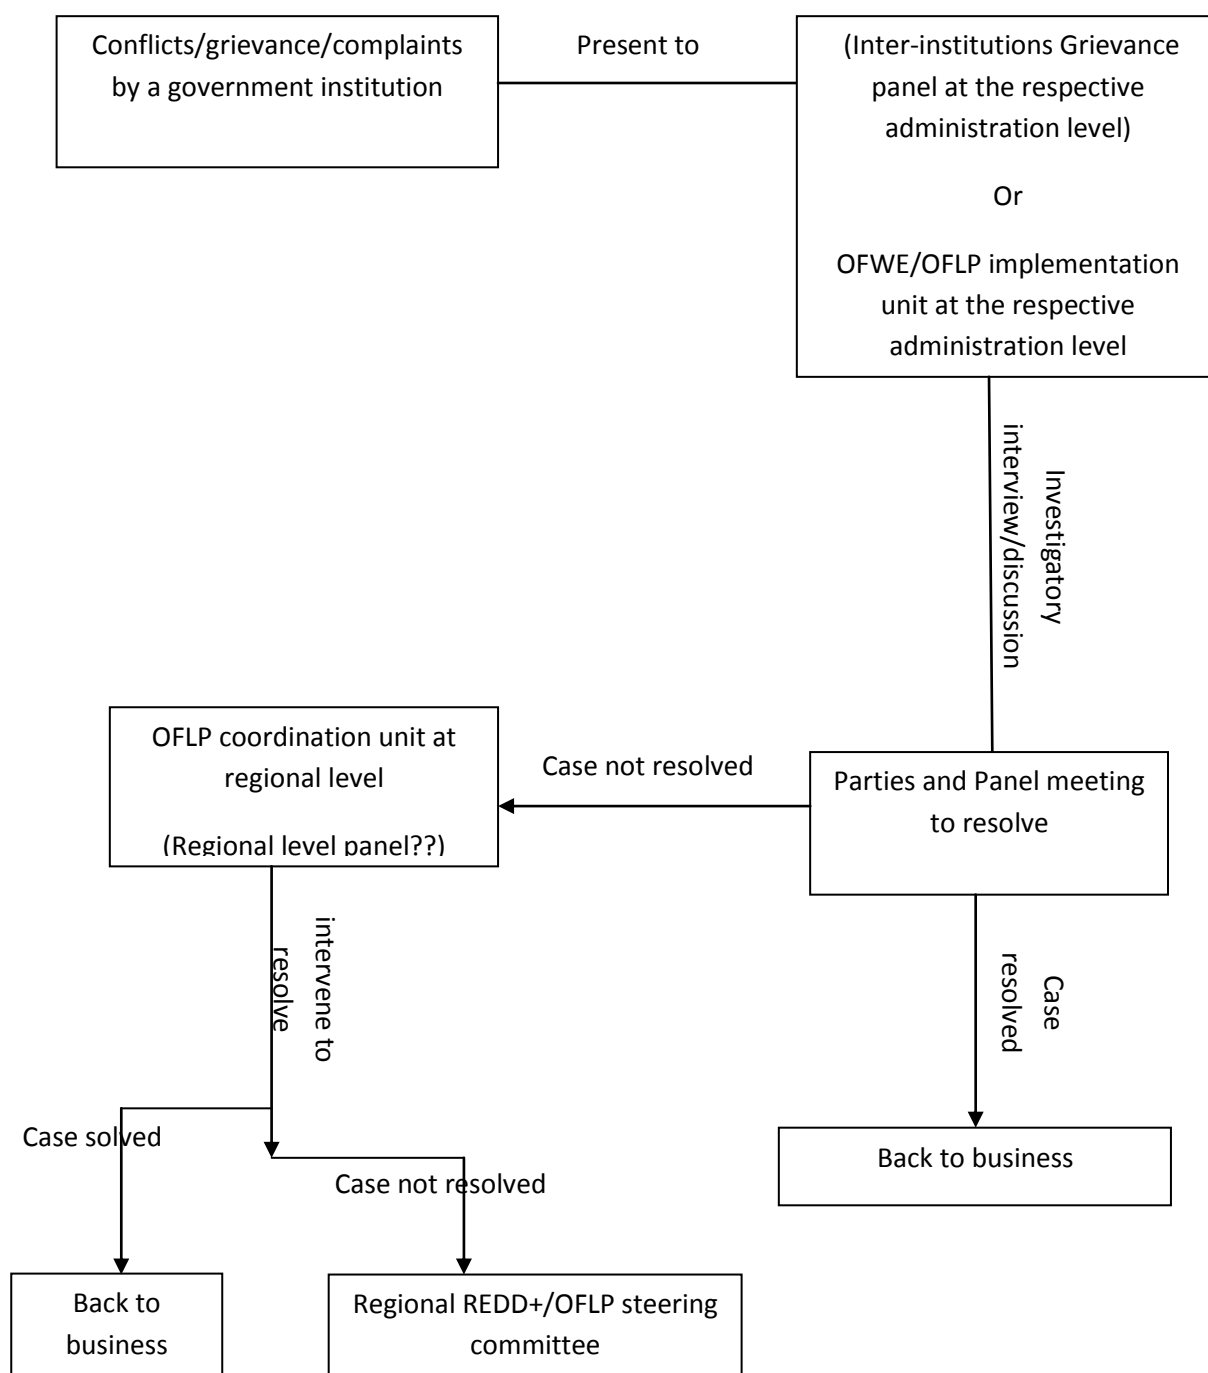 Conflicts/grievance/complaints
by a government institution
Present to
(Inter-institutions Grievance
panel at the respective
administration level)
Or
OFWE/OFLP implementation
unit at the respective
administration level
Investigatory
interview/discussion
Parties and Panel meeting
to resolve
Case not resolved
OFLP coordination unit at
regional level
(Regional level panel??)
intervene to
resolve
Case
resolved
Back to business
Case solved
Case not resolved
Back to
business
Regional REDD+/OFLP steering
committee